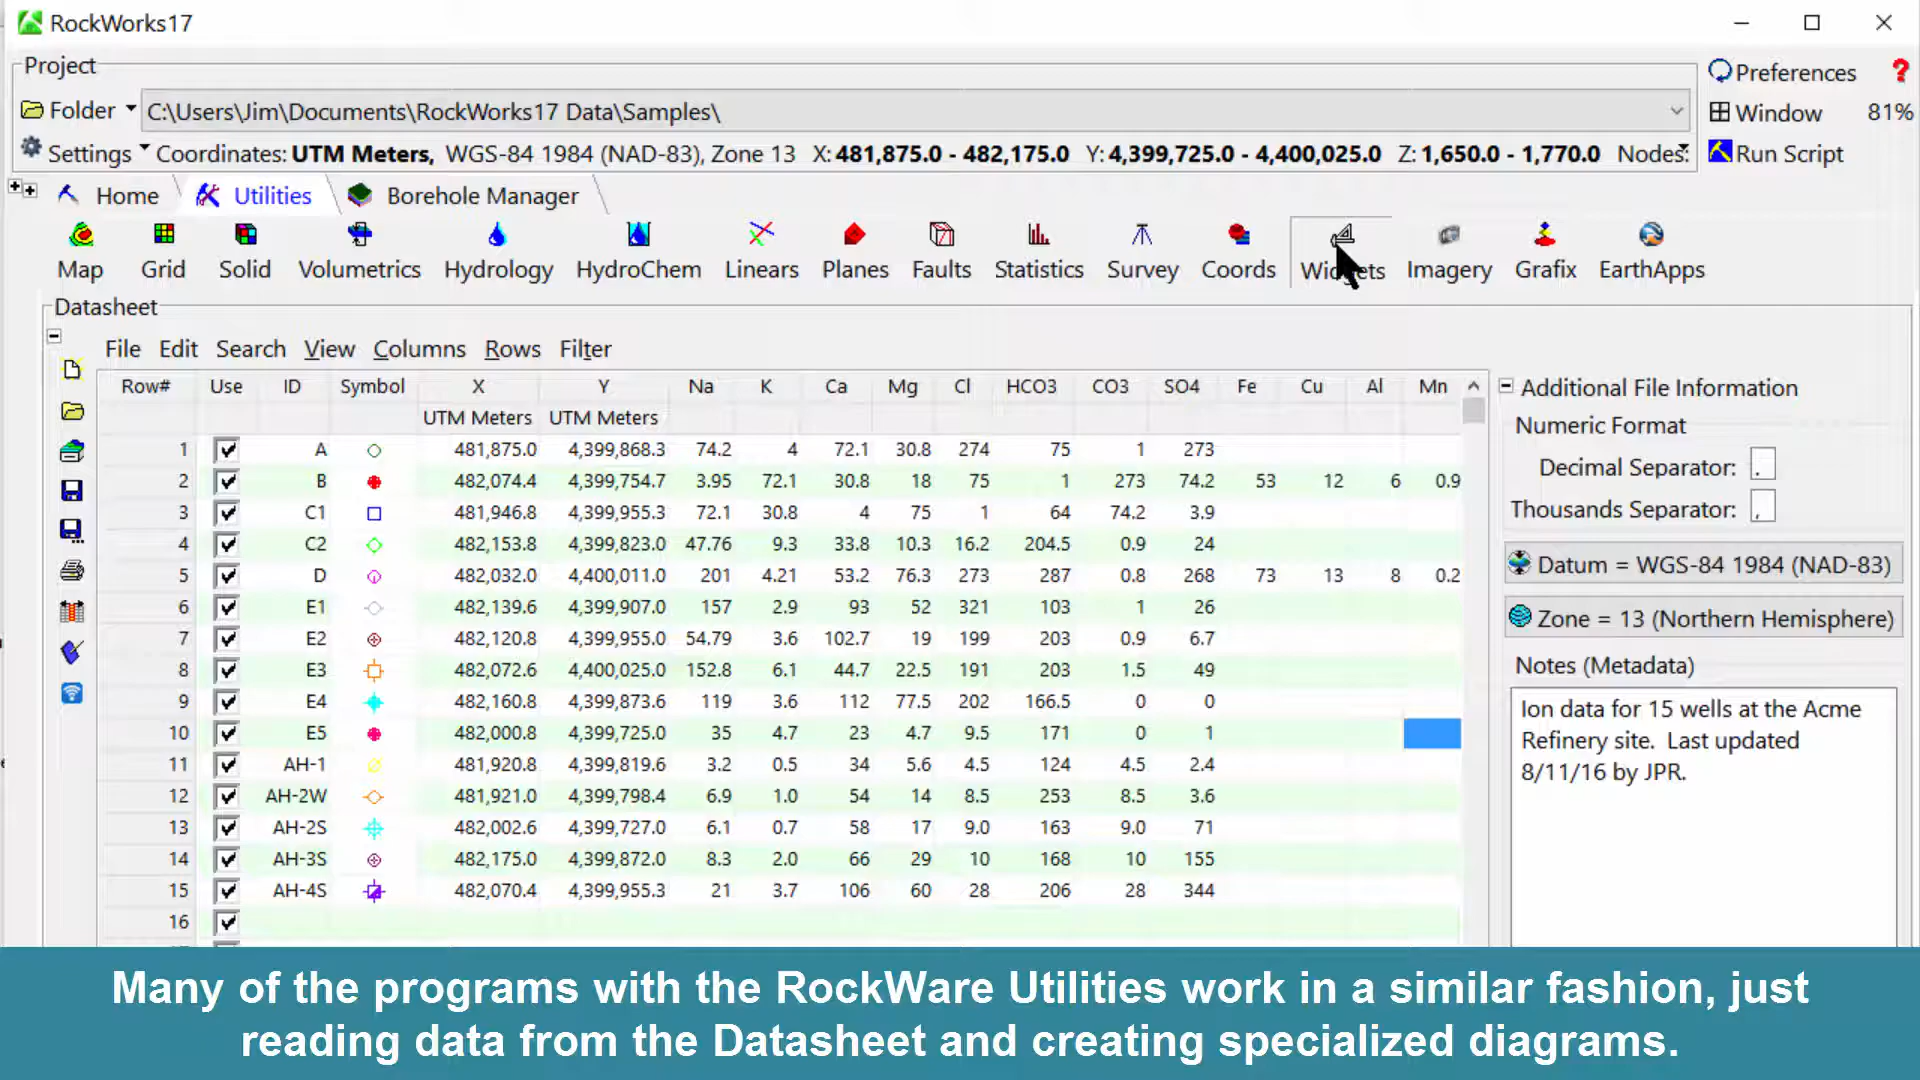 RockWorks17
Project
Preferences ?
Folder C:\Users\Jim\Documents\RockWorks17 Data\Samples\
Window 81%
Settings Coordinates: UTM Meters, WGS-84 1984 (NAD-83), Zone 13 X: 481,875.0 - 482,175.0 Y: 4,399,725.0 - 4,400,025.0 Z: 1,650.0 - 1,770.0 Nodes:
Run Script
Home Utilities Borehole Manager
Map Grid Solid Volumetrics Hydrology HydroChem Linears Planes Faults Statistics Survey Coords Widgets Imagery Grafix EarthApps
Datasheet
File Edit Search View Columns Rows Filter
Row# Use ID Symbol X Y Na K Ca Mg Cl HCO3 CO3 SO4 Fe Cu Al Mn
UTM Meters UTM Meters
1 A 481,875.0 4,399,868.3 74.2 4 72.1 30.8 274 75 1 273
2 B 482,074.4 4,399,754.7 3.95 72.1 30.8 18 75 1 273 74.2 53 12 6 0.9
3 C1 481,946.8 4,399,955.3 72.1 30.8 4 75 1 64 74.2 3.9
4 C2 482,153.8 4,399,823.0 47.76 9.3 33.8 10.3 16.2 204.5 0.9 24
5 D 482,032.0 4,400,011.0 201 4.21 53.2 76.3 273 287 0.8 268 73 13 8 0.2
6 E1 482,139.6 4,399,907.0 157 2.9 93 52 321 103 1 26
7 E2 482,120.8 4,399,955.0 54.79 3.6 102.7 19 199 203 0.9 6.7
8 E3 482,072.6 4,400,025.0 152.8 6.1 44.7 22.5 191 203 1.5 49
9 E4 482,160.8 4,399,873.6 119 3.6 112 77.5 202 166.5 0 0
10 E5 482,000.8 4,399,725.0 35 4.7 23 4.7 9.5 171 0 1
11 AH-1 481,920.8 4,399,819.6 3.2 0.5 34 5.6 4.5 124 4.5 2.4
12 AH-2W 481,921.0 4,399,798.4 6.9 1.0 54 14 8.5 253 8.5 3.6
13 AH-2S 482,002.6 4,399,727.0 6.1 0.7 58 17 9.0 163 9.0 71
14 AH-3S 482,175.0 4,399,872.0 8.3 2.0 66 29 10 168 10 155
15 AH-4S 482,070.4 4,399,955.3 21 3.7 106 60 28 206 28 344
16
Additional File Information
Numeric Format
Decimal Separator: .
Thousands Separator: ,
Datum = WGS-84 1984 (NAD-83)
Zone = 13 (Northern Hemisphere)
Notes (Metadata)
Ion data for 15 wells at the Acme
Refinery site. Last updated
8/11/16 by JPR.
Many of the programs with the RockWare Utilities work in a similar fashion, just
reading data from the Datasheet and creating specialized diagrams.